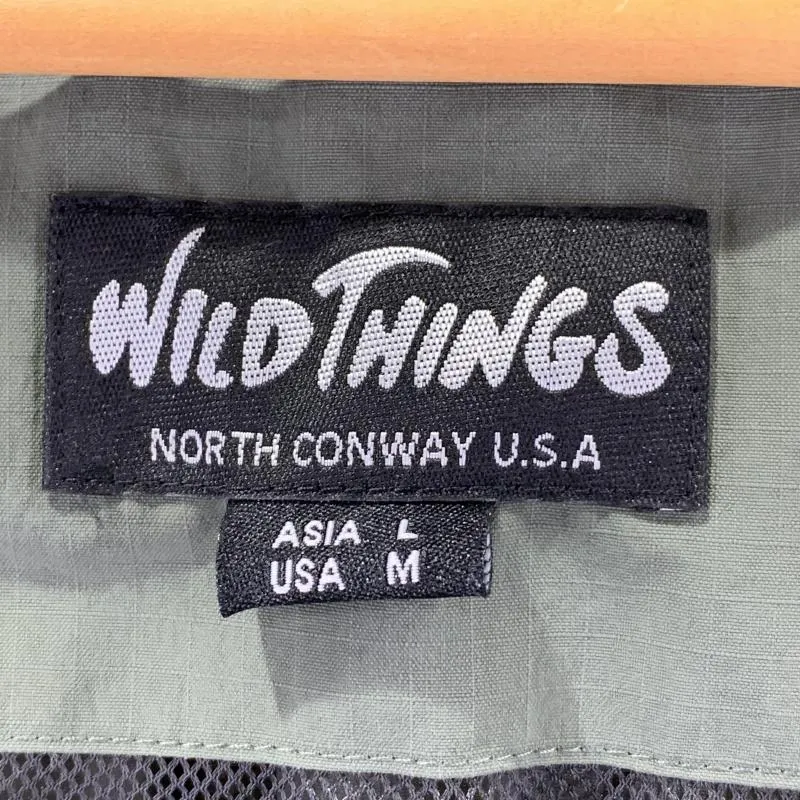 WILDTHINGS
NORTH CONWAY U.S.A
ASIA L
USA M